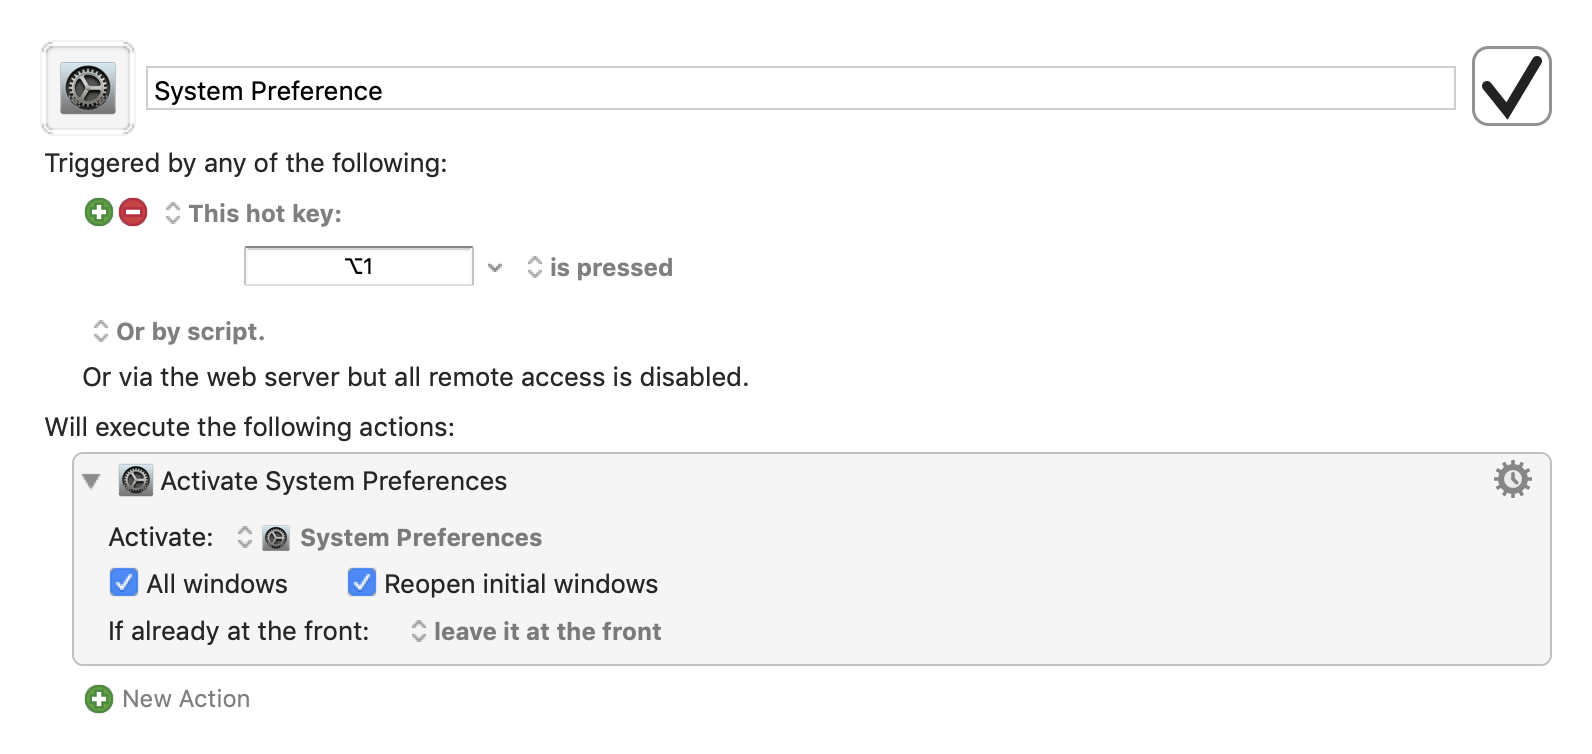 System Preference
Triggered by any of the following:
This hot key:
⌥1 is pressed
Or by script.
Or via the web server but all remote access is disabled.
Will execute the following actions:
Activate System Preferences
Activate: System Preferences
All windows Reopen initial windows
If already at the front: leave it at the front
New Action